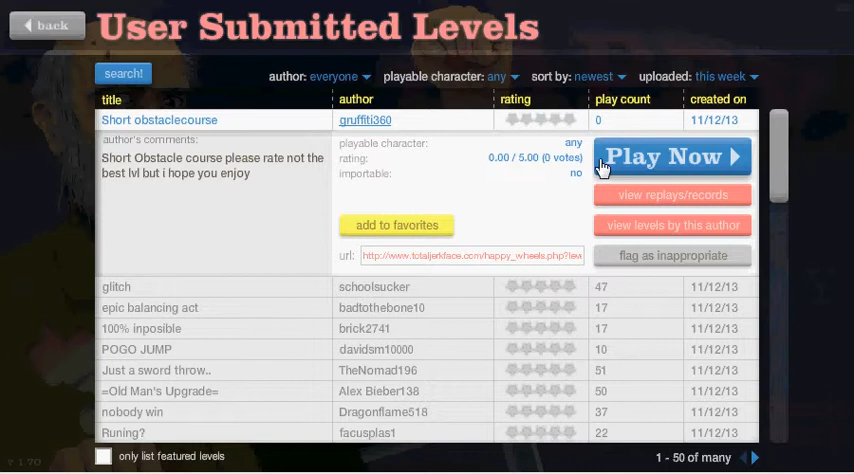 back
User Submitted Levels
search!
author: everyone playable character: any sort by: newest uploaded: this week
title author rating play count created on
Short obstaclecourse gruffiti360 0 11/12/13
author's comments:
Short Obstacle course please rate not the
best lvl but i hope you enjoy
playable character: any
rating: 0.00 / 5.00 (0 votes)
importable: no
add to favorites
url: http://www.totaljerkface.com/happy_wheels.php?lev
Play Now
view replays/records
view levels by this author
flag as inappropriate
glitch schoolsucker 47 11/12/13
epic balancing act badtothebone10 17 11/12/13
100% inposible brick2741 17 11/12/13
POGO JUMP davidsm10000 10 11/12/13
Just a sword throw.. TheNomad196 51 11/12/13
=Old Man's Upgrade= Alex Bieber138 50 11/12/13
nobody win Dragonflame518 37 11/12/13
Runing? facusplas1 22 11/12/13
only list featured levels 1 - 50 of many
v 1.70